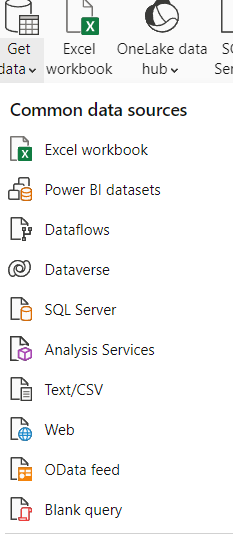 Get
data
Excel
workbook
OneLake data
hub
Common data sources
Excel workbook
Power BI datasets
Dataflows
Dataverse
SQL Server
Analysis Services
Text/CSV
Web
OData feed
Blank query